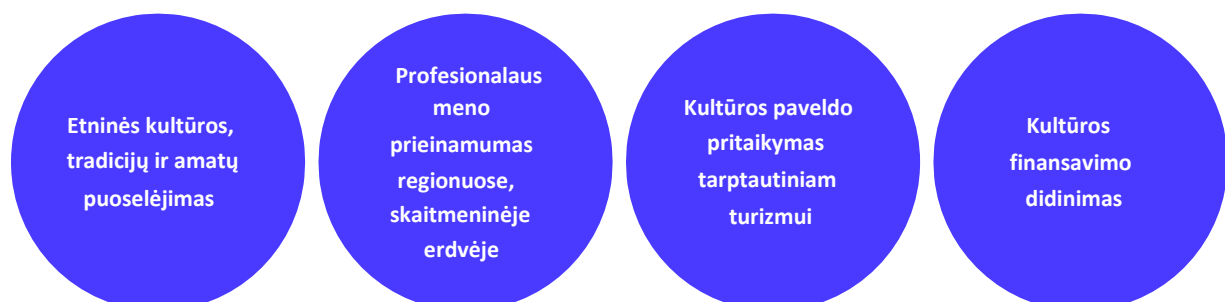 Etninės kultūros,
tradicijų ir amatų
puoselėjimas
Profesionalaus
meno
prieinamumas
regionuose,
skaitmeninėje
erdvėje
Kultūros paveldo
pritaikymas
tarptautiniam
turizmui
Kultūros
finansavimo
didinimas